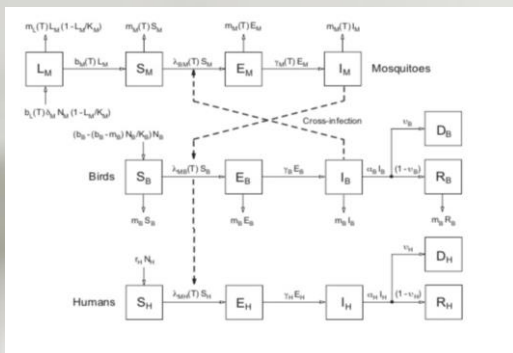 m_L(T) L_M (1-L_M/K_M)
m_M(T) S_M
m_M(T) E_M
m_M(T) I_M
L_M
b_M(T) L_M
S_M
λ_BM(T) S_M
E_M
γ_M(T) E_M
I_M
Mosquitoes
b_L(T) δ_M N_M (1-L_M/K_M)
Cross-infection
(b_B-(b_B-m_B) N_B/K_B) N_B
ν_B
D_B
Birds
S_B
λ_MB(T) S_B
E_B
γ_B E_B
I_B
α_B I_B
(1-ν_B)
R_B
m_B S_B
m_B E_B
m_B I_B
m_B R_B
r_H N_H
ν_H
D_H
Humans
S_H
λ_MH(T) S_H
E_H
γ_H E_H
I_H
α_H I_H
(1-ν_H)
R_H